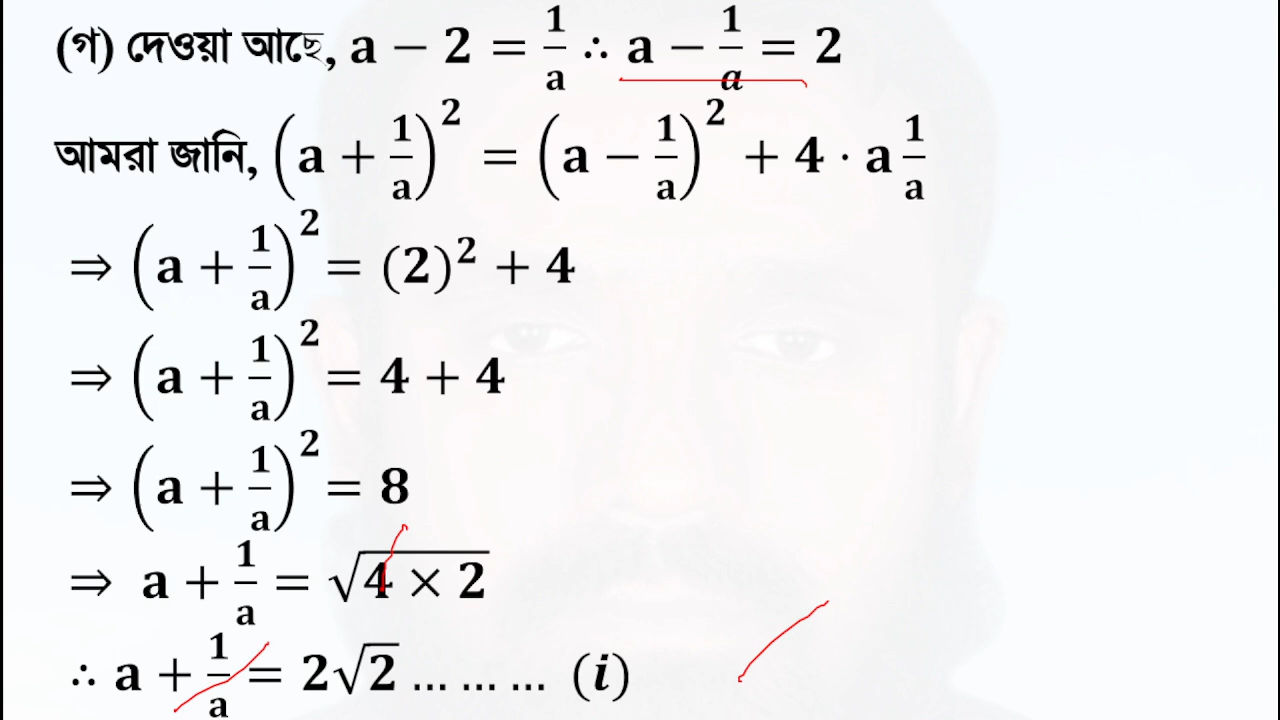 (গ) দেওয়া আছে, a − 2 = 1/a ∴ a − 1/a = 2
আমরা জানি, (a + 1/a)² = (a − 1/a)² + 4 · a 1/a
⇒ (a + 1/a)² = (2)² + 4
⇒ (a + 1/a)² = 4 + 4
⇒ (a + 1/a)² = 8
⇒ a + 1/a = √(4 × 2)
∴ a + 1/a = 2√2 ... ... ... (i)